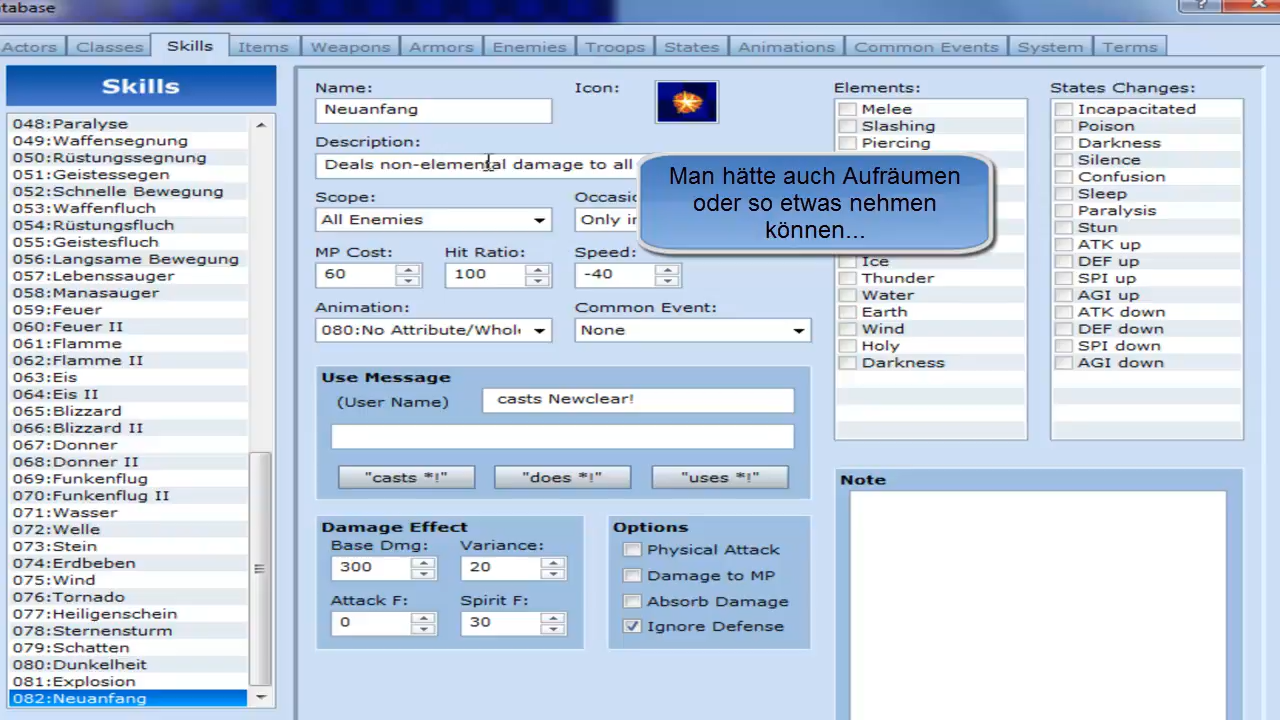 tabase
Actors Classes Skills Items Weapons Armors Enemies Troops States Animations Common Events System Terms
Skills
048:Paralyse
049:Waffensegnung
050:Rüstungssegnung
051:Geistessegen
052:Schnelle Bewegung
053:Waffenfluch
054:Rüstungsfluch
055:Geistesfluch
056:Langsame Bewegung
057:Lebenssauger
058:Manasauger
059:Feuer
060:Feuer II
061:Flamme
062:Flamme II
063:Eis
064:Eis II
065:Blizzard
066:Blizzard II
067:Donner
068:Donner II
069:Funkenflug
070:Funkenflug II
071:Wasser
072:Welle
073:Stein
074:Erdbeben
075:Wind
076:Tornado
077:Heiligenschein
078:Sternensturm
079:Schatten
080:Dunkelheit
081:Explosion
082:Neuanfang
Name: Icon:
Neuanfang
Description:
Deals non-elemental damage to all
Scope: Occasi
All Enemies Only i
MP Cost: Hit Ratio: Speed:
60 100 -40
Animation: Common Event:
080:No Attribute/Whol None
Man hätte auch Aufräumen
oder so etwas nehmen
können...
Use Message
(User Name) casts Newclear!
"casts *!" "does *!" "uses *!"
Damage Effect
Base Dmg: Variance:
300 20
Attack F: Spirit F:
0 30
Options
Physical Attack
Damage to MP
Absorb Damage
Ignore Defense
Elements:
Melee
Slashing
Piercing
Ice
Thunder
Water
Earth
Wind
Holy
Darkness
States Changes:
Incapacitated
Poison
Darkness
Silence
Confusion
Sleep
Paralysis
Stun
ATK up
DEF up
SPI up
AGI up
ATK down
DEF down
SPI down
AGI down
Note